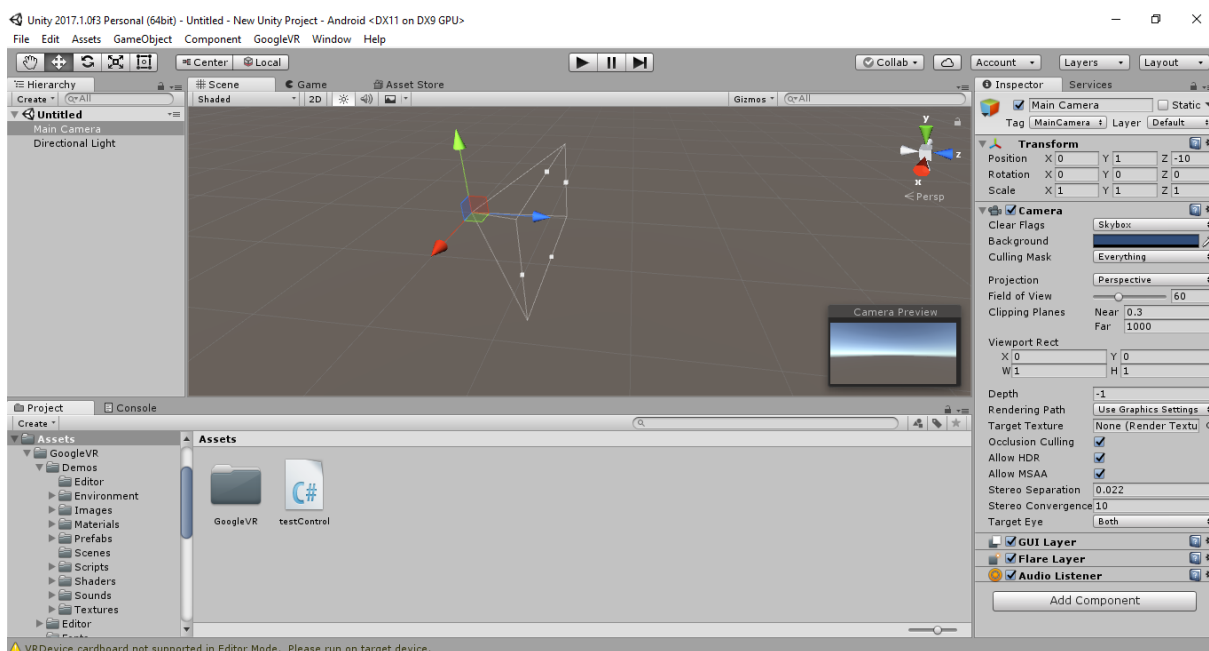 Unity 2017.1.0f3 Personal (64bit) - Untitled - New Unity Project - Android <DX11 on DX9 GPU>
File Edit Assets GameObject Component GoogleVR Window Help
Center Local Collab Account Layers Layout
Hierarchy
Create All
Untitled
Main Camera
Directional Light
Scene Game Asset Store
Shaded 2D Gizmos All
y
z
x
Persp
Camera Preview
Inspector Services
Main Camera Static
Tag MainCamera Layer Default
Transform
Position X 0 Y 1 Z -10
Rotation X 0 Y 0 Z 0
Scale X 1 Y 1 Z 1
Camera
Clear Flags Skybox
Background
Culling Mask Everything
Projection Perspective
Field of View 60
Clipping Planes Near 0.3
Far 1000
Viewport Rect
X 0 Y 0
W 1 H 1
Depth -1
Rendering Path Use Graphics Settings
Target Texture None (Render Textu
Occlusion Culling
Allow HDR
Allow MSAA
Stereo Separation 0.022
Stereo Convergence 10
Target Eye Both
GUI Layer
Flare Layer
Audio Listener
Add Component
Project Console
Create
Assets
GoogleVR
Demos
Editor
Environment
Images
Materials
Prefabs
Scenes
Scripts
Shaders
Sounds
Textures
Editor
Assets
C#
GoogleVR testControl
VRDevice cardboard not supported in Editor Mode. Please run on target device.